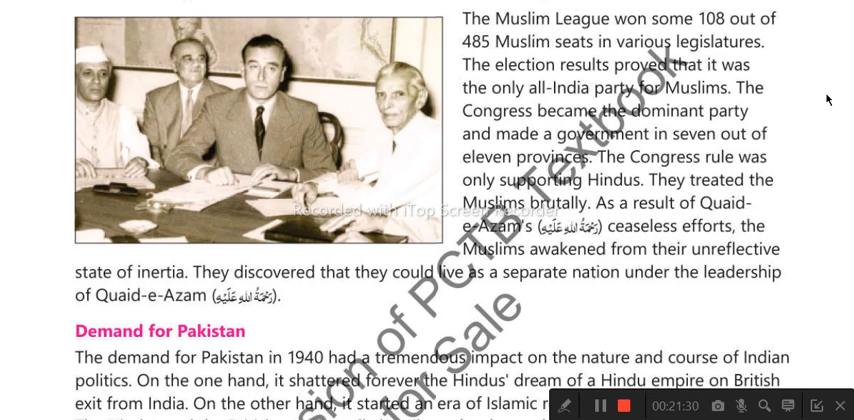 The Muslim League won some 108 out of
485 Muslim seats in various legislatures.
The election results proved that it was
the only all-India party for Muslims. The
Congress became the dominant party
and made a government in seven out of
eleven provinces. The Congress rule was
only supporting Hindus. They treated the
Muslims brutally. As a result of Quaid-
e-Azam's (رَحْمَةُ اللهِ عَلَيْهِ) ceaseless efforts, the
Muslims awakened from their unreflective
state of inertia. They discovered that they could live as a separate nation under the leadership
of Quaid-e-Azam (رَحْمَةُ اللهِ عَلَيْهِ).
Demand for Pakistan
The demand for Pakistan in 1940 had a tremendous impact on the nature and course of Indian
politics. On the one hand, it shattered forever the Hindus' dream of a Hindu empire on British
exit from India. On the other hand, it started an era of Islamic
Recorded with iTop Screen Recorder
of PCTB Textbook
for Sale
00:21:30